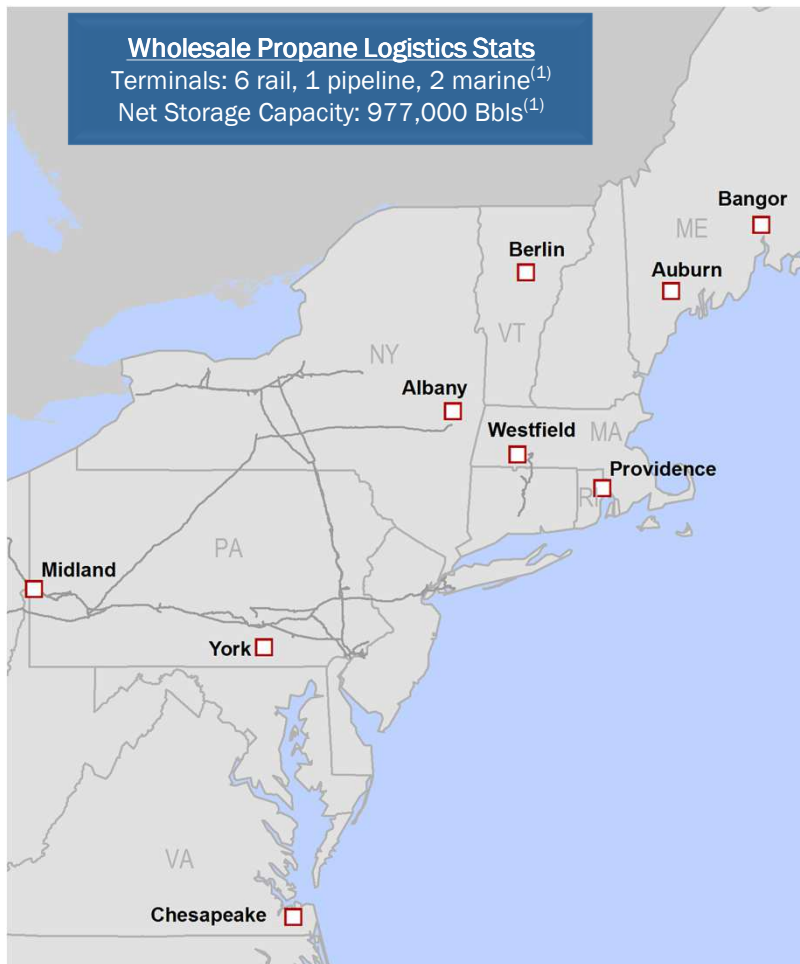 Wholesale Propane Logistics Stats
Terminals: 6 rail, 1 pipeline, 2 marine(1)
Net Storage Capacity: 977,000 Bbls(1)
Bangor
ME
Berlin
Auburn
VT
NY
Albany
Westfield
MA
Providence
RI
PA
Midland
York
VA
Chesapeake